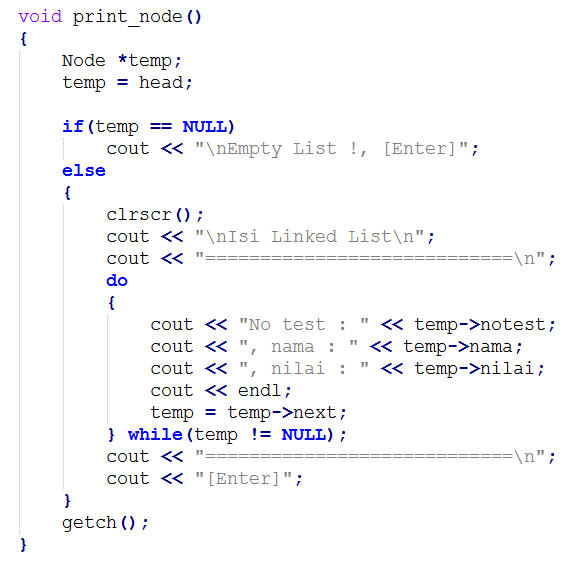 void print_node()
{
    Node *temp;
    temp = head;

    if(temp == NULL)
        cout << "\nEmpty List !, [Enter]";
    else
    {
        clrscr();
        cout << "\nIsi Linked List\n";
        cout << "============================\n";
        do
        {
            cout << "No test : " << temp->notest;
            cout << ", nama : " << temp->nama;
            cout << ", nilai : " << temp->nilai;
            cout << endl;
            temp = temp->next;
        } while(temp != NULL);
        cout << "============================\n";
        cout << "[Enter]";
    }
    getch();
}